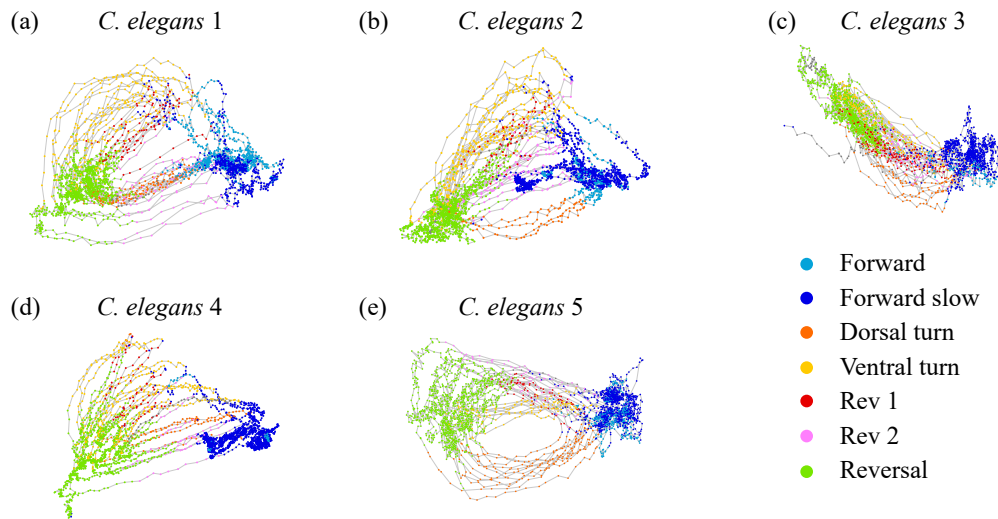 (a) C. elegans 1
(b) C. elegans 2
(c) C. elegans 3
(d) C. elegans 4
(e) C. elegans 5
Forward
Forward slow
Dorsal turn
Ventral turn
Rev 1
Rev 2
Reversal